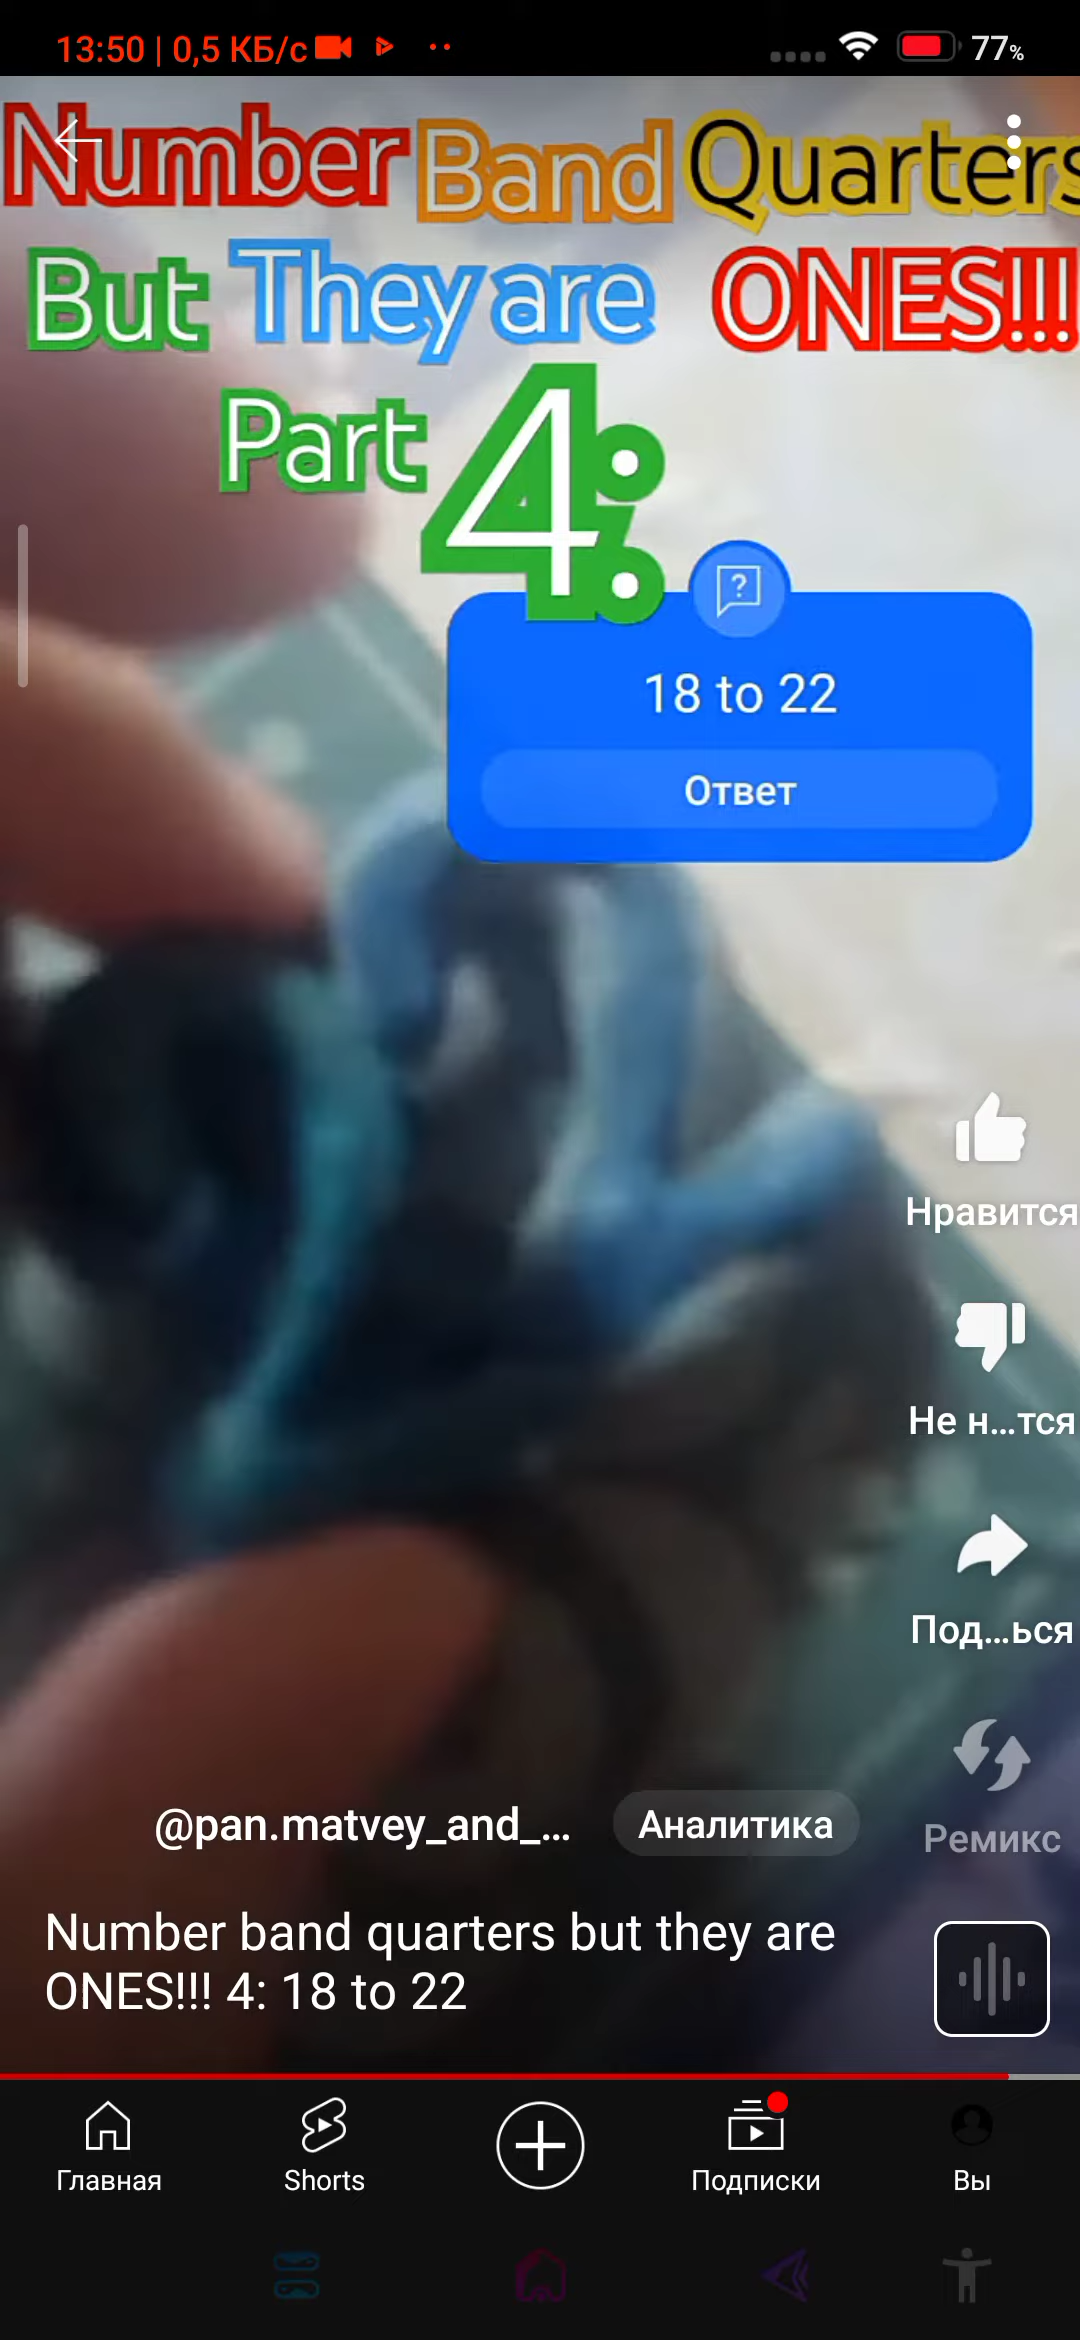 13:50 | 0,5 КБ/с
77%
Number Band Quarters
But They are ONES!!!
Part 4:
18 to 22
Ответ
Нравится
Не н...тся
Под...ься
Ремикс
@pan.matvey_and_...
Аналитика
Number band quarters but they are
ONES!!! 4: 18 to 22
Главная
Shorts
Подписки
Вы